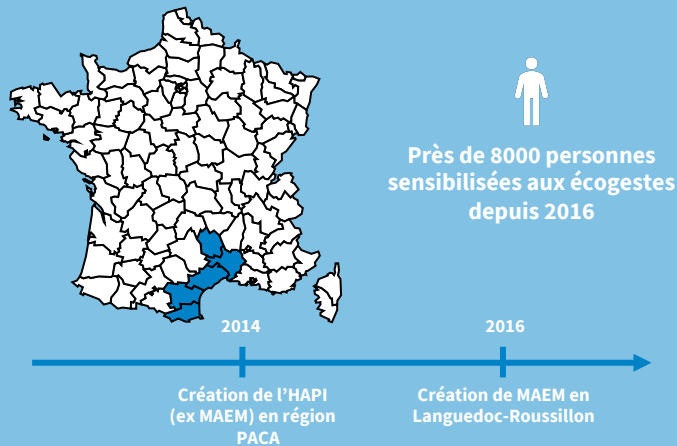 Près de 8000 personnes
sensibilisées aux écogestes
depuis 2016
2014
2016
Création de l’HAPI
(ex MAEM) en région
PACA
Création de MAEM en
Languedoc-Roussillon